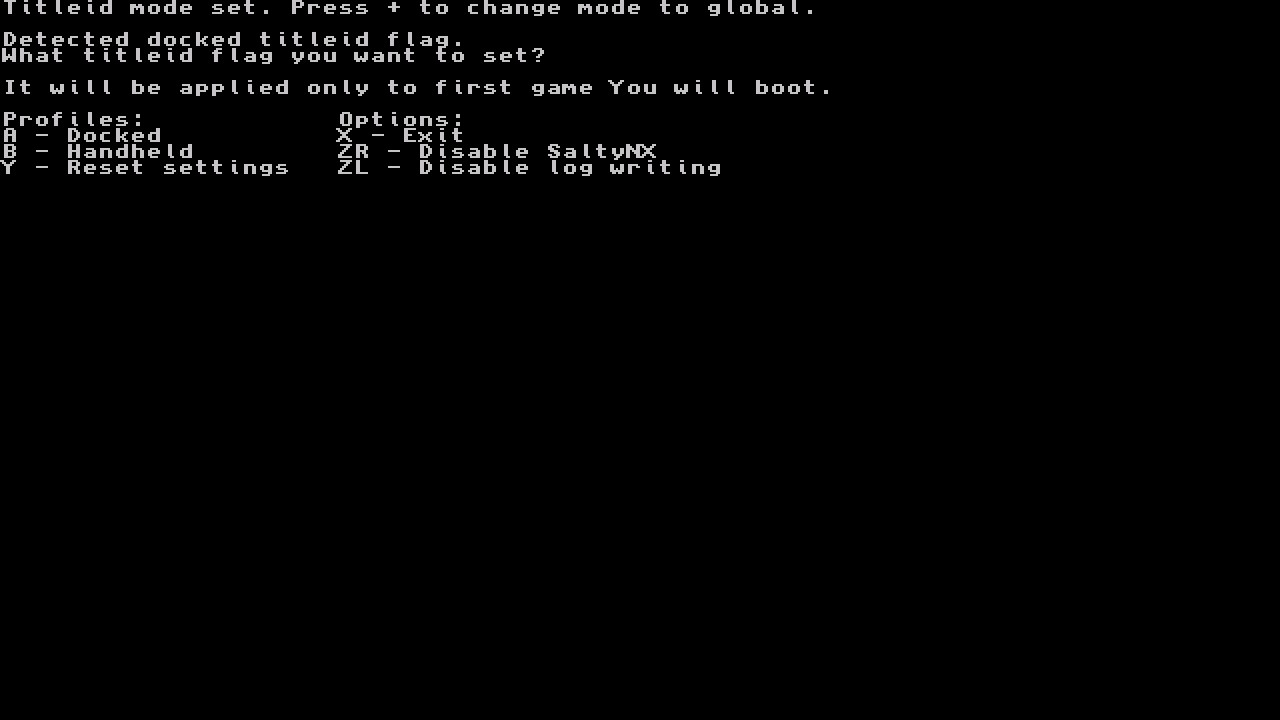 Titleid mode set. Press + to change mode to global.
Detected docked titleid flag.
What titleid flag you want to set?
It will be applied only to first game You will boot.
Profiles: Options:
A - Docked X - Exit
B - Handheld ZR - Disable SaltyNX
Y - Reset settings ZL - Disable log writing